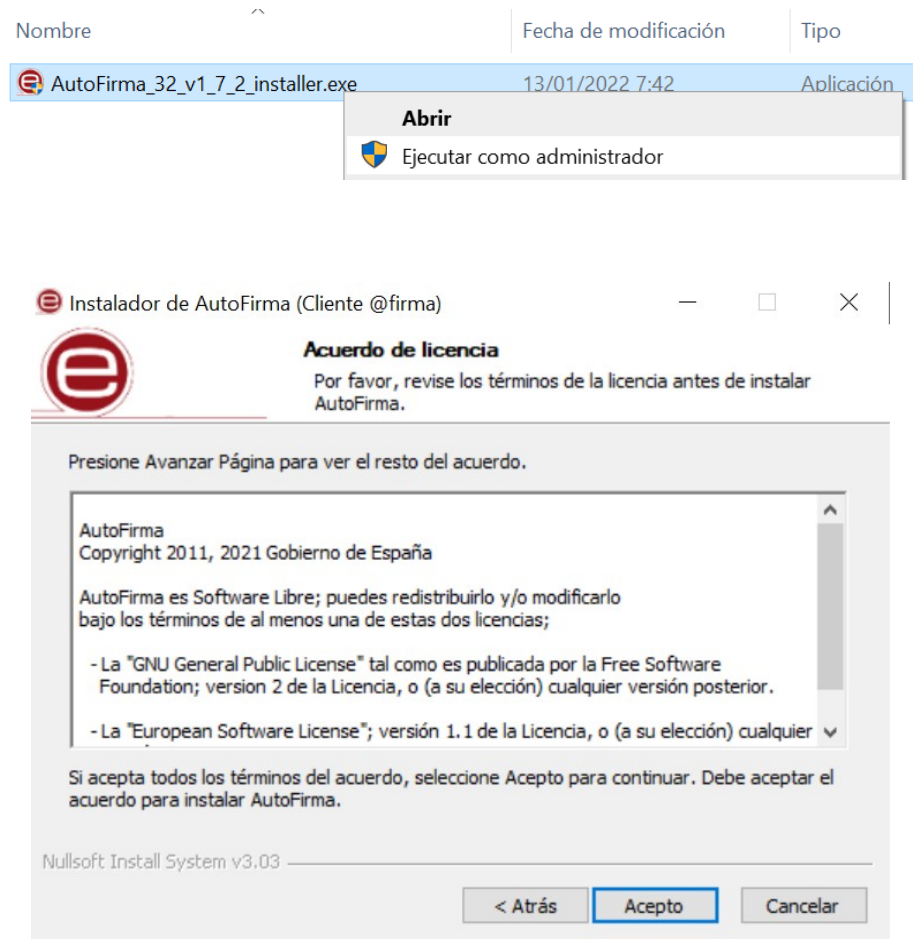 Nombre Fecha de modificación Tipo
AutoFirma_32_v1_7_2_installer.exe 13/01/2022 7:42 Aplicación
Abrir
Ejecutar como administrador
Instalador de AutoFirma (Cliente @firma)
Acuerdo de licencia
Por favor, revise los términos de la licencia antes de instalar
AutoFirma.
Presione Avanzar Página para ver el resto del acuerdo.
AutoFirma
Copyright 2011, 2021 Gobierno de España
AutoFirma es Software Libre; puedes redistribuirlo y/o modificarlo
bajo los términos de al menos una de estas dos licencias;
- La "GNU General Public License" tal como es publicada por la Free Software
Foundation; version 2 de la Licencia, o (a su elección) cualquier versión posterior.
- La "European Software License"; versión 1.1 de la Licencia, o (a su elección) cualquier
Si acepta todos los términos del acuerdo, seleccione Acepto para continuar. Debe aceptar el
acuerdo para instalar AutoFirma.
Nullsoft Install System v3.03
< Atrás Acepto Cancelar